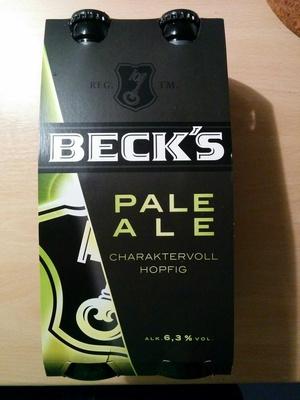 REG. TM.
BECK'S
PALE
ALE
CHARAKTERVOLL
HOPFIG
ALK. 6,3 % VOL.